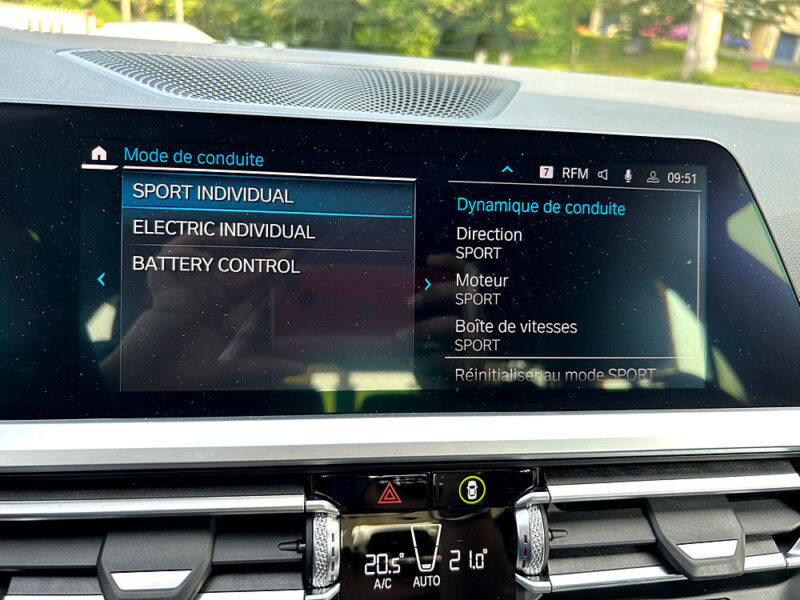 Mode de conduite
7 RFM 09:51
SPORT INDIVIDUAL
ELECTRIC INDIVIDUAL
BATTERY CONTROL
Dynamique de conduite
Direction
SPORT
Moteur
SPORT
Boîte de vitesses
SPORT
Réinitialiser au mode SPORT
20.5° 21.0°
A/C AUTO